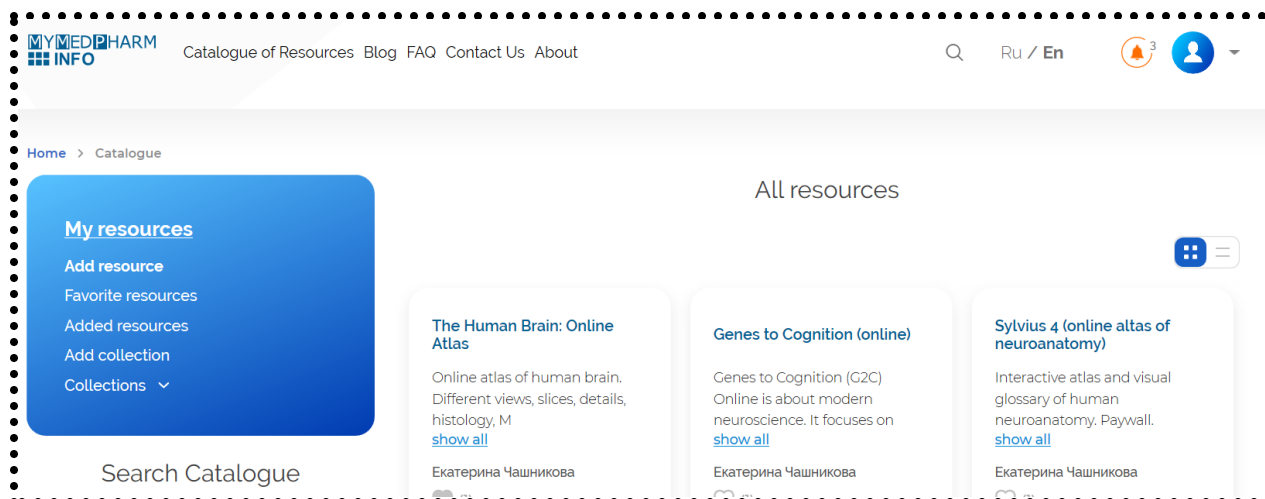 MYMEDPHARM
INFO
Catalogue of Resources Blog FAQ Contact Us About
Ru / En
3
Home > Catalogue
My resources
Add resource
Favorite resources
Added resources
Add collection
Collections
Search Catalogue
All resources
The Human Brain: Online
Atlas
Online atlas of human brain.
Different views, slices, details,
histology, M
show all
Екатерина Чашникова
Genes to Cognition (online)
Genes to Cognition (G2C)
Online is about modern
neuroscience. It focuses on
show all
Екатерина Чашникова
Sylvius 4 (online altas of
neuroanatomy)
Interactive atlas and visual
glossary of human
neuroanatomy. Paywall.
show all
Екатерина Чашникова